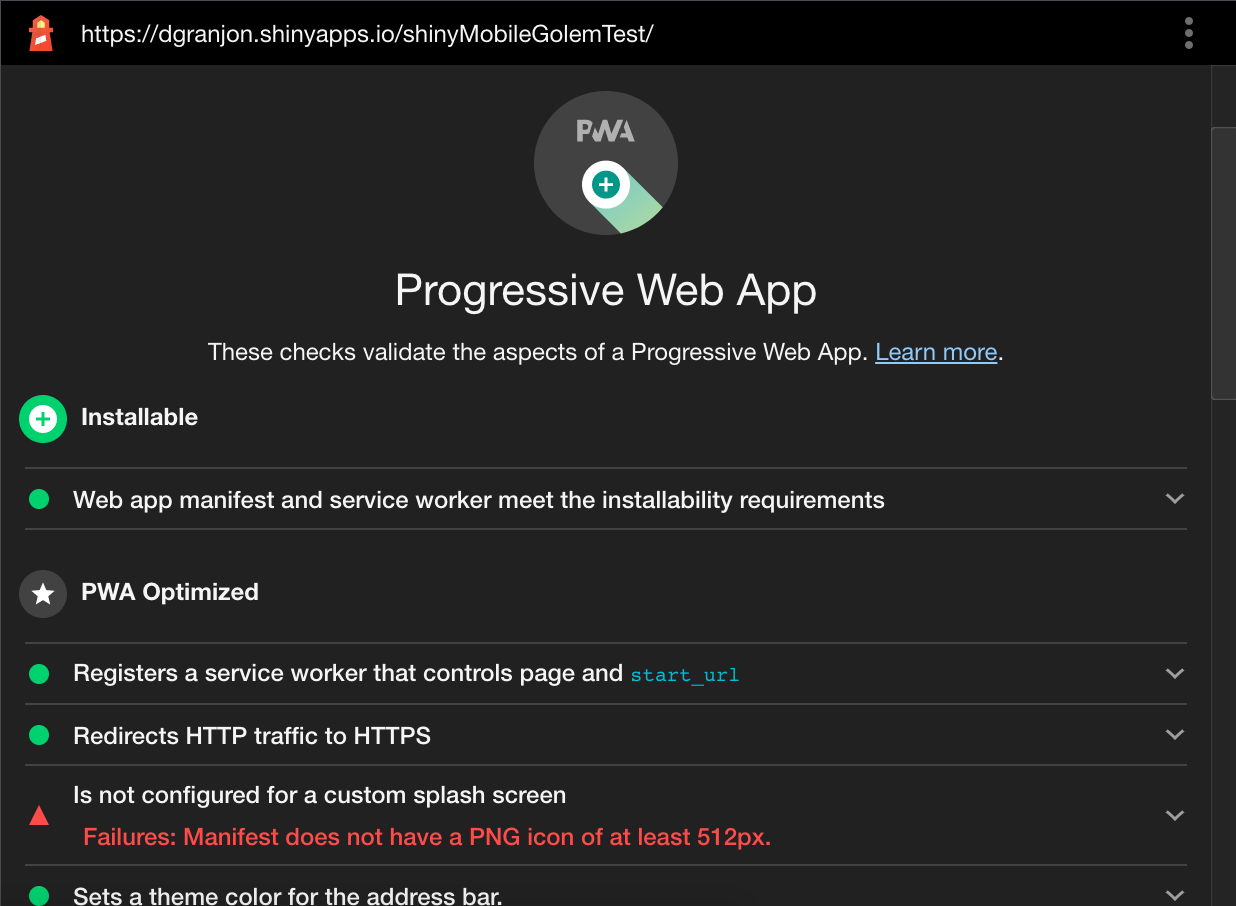 https://dgranjon.shinyapps.io/shinyMobileGolemTest/
PWA
Progressive Web App
These checks validate the aspects of a Progressive Web App. Learn more.
Installable
Web app manifest and service worker meet the installability requirements
PWA Optimized
Registers a service worker that controls page and start_url
Redirects HTTP traffic to HTTPS
Is not configured for a custom splash screen
Failures: Manifest does not have a PNG icon of at least 512px.
Sets a theme color for the address bar.